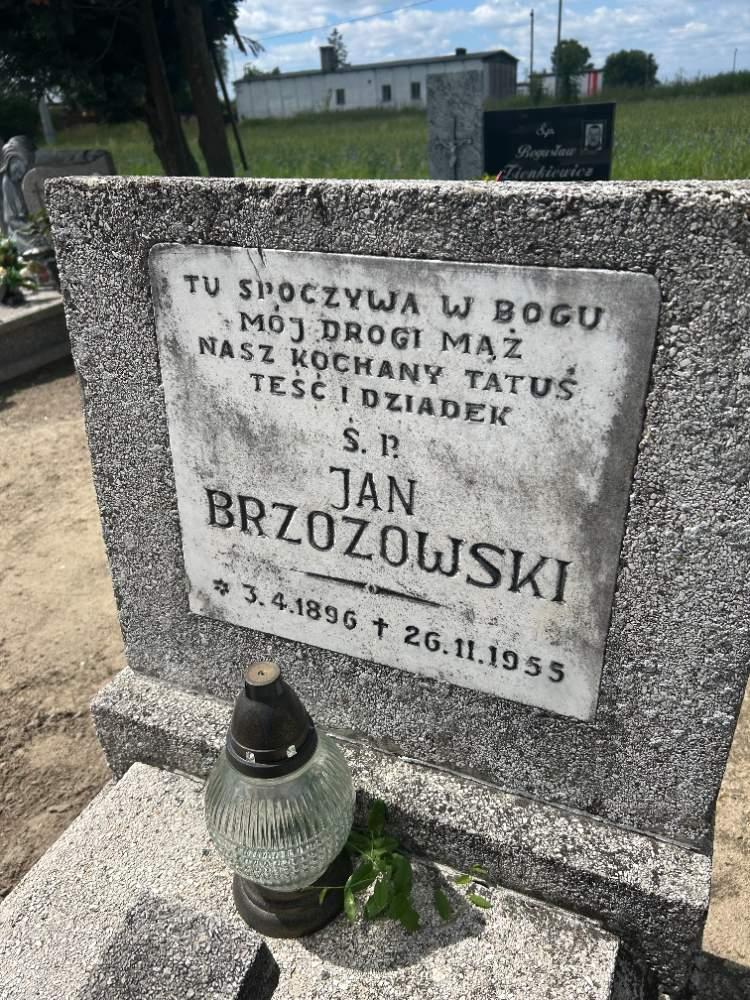 Ś.p.
Bogusław
Zienkiewicz
TU SPOCZYWA W BOGU
MÓJ DROGI MĄŻ
NASZ KOCHANY TATUŚ
TEŚĆ I DZIADEK
Ś. P.
JAN
BRZOZOWSKI
* 3.4.1896 † 26.11.1955